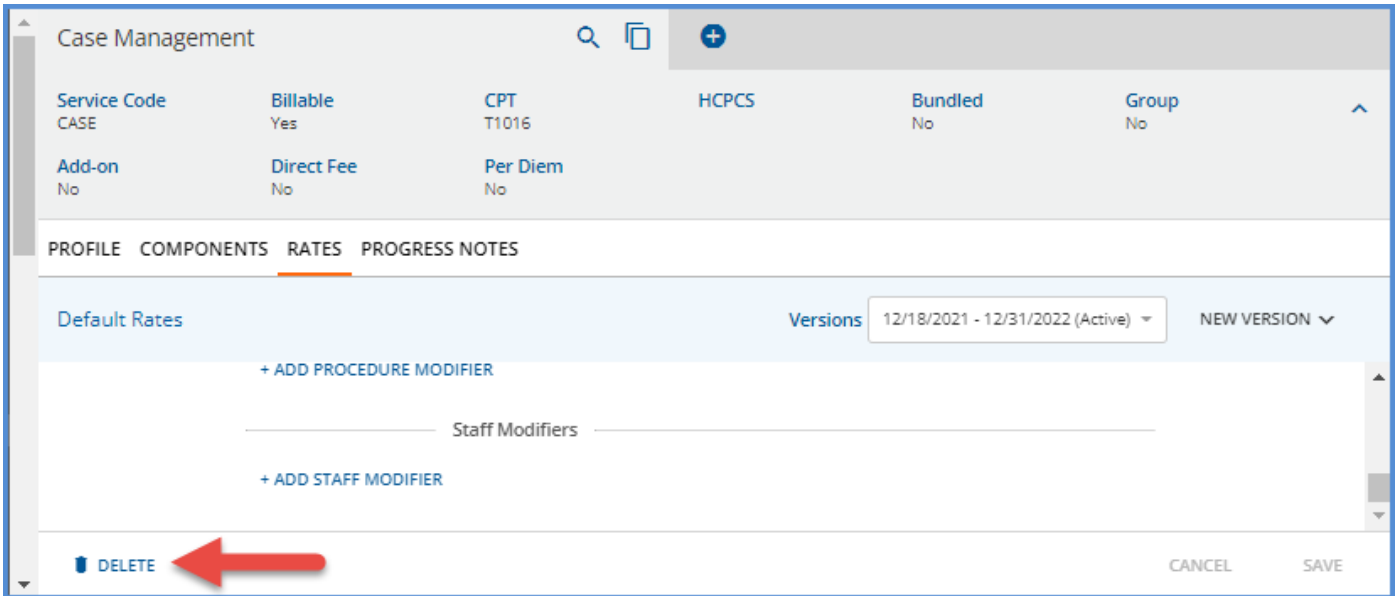 Case Management
Service Code Billable CPT HCPCS Bundled Group
CASE Yes T1016 No No
Add-on Direct Fee Per Diem
No No No
PROFILE COMPONENTS RATES PROGRESS NOTES
Default Rates Versions 12/18/2021 - 12/31/2022 (Active) NEW VERSION
+ ADD PROCEDURE MODIFIER
Staff Modifiers
+ ADD STAFF MODIFIER
DELETE CANCEL SAVE